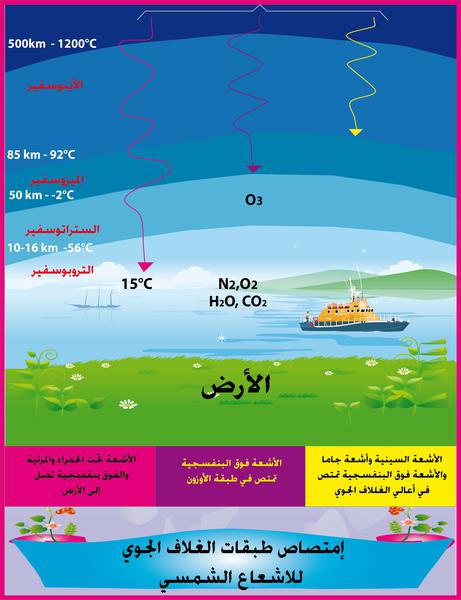 500km - 1200°C
الأينوسفير
85 km - 92°C
الميزوسفير
50 km - -2°C
O3
الستراتوسفير
10-16 km -56°C
التروبوسفير
15°C
N2,O2
H2O, CO2
الأرض
الأشعة السينية وأشعة جاما
والأشعة فوق البنفسجية تمتص
في أعالي الغلاف الجوي
الأشعة فوق البنفسجية
تمتص في طبقة الأوزون
الأشعة تحت الحمراء والمرئية
والفوق بنفسجية تصل
إلى الأرض
إمتصاص طبقات الغلاف الجوي
للاشعاع الشمسي